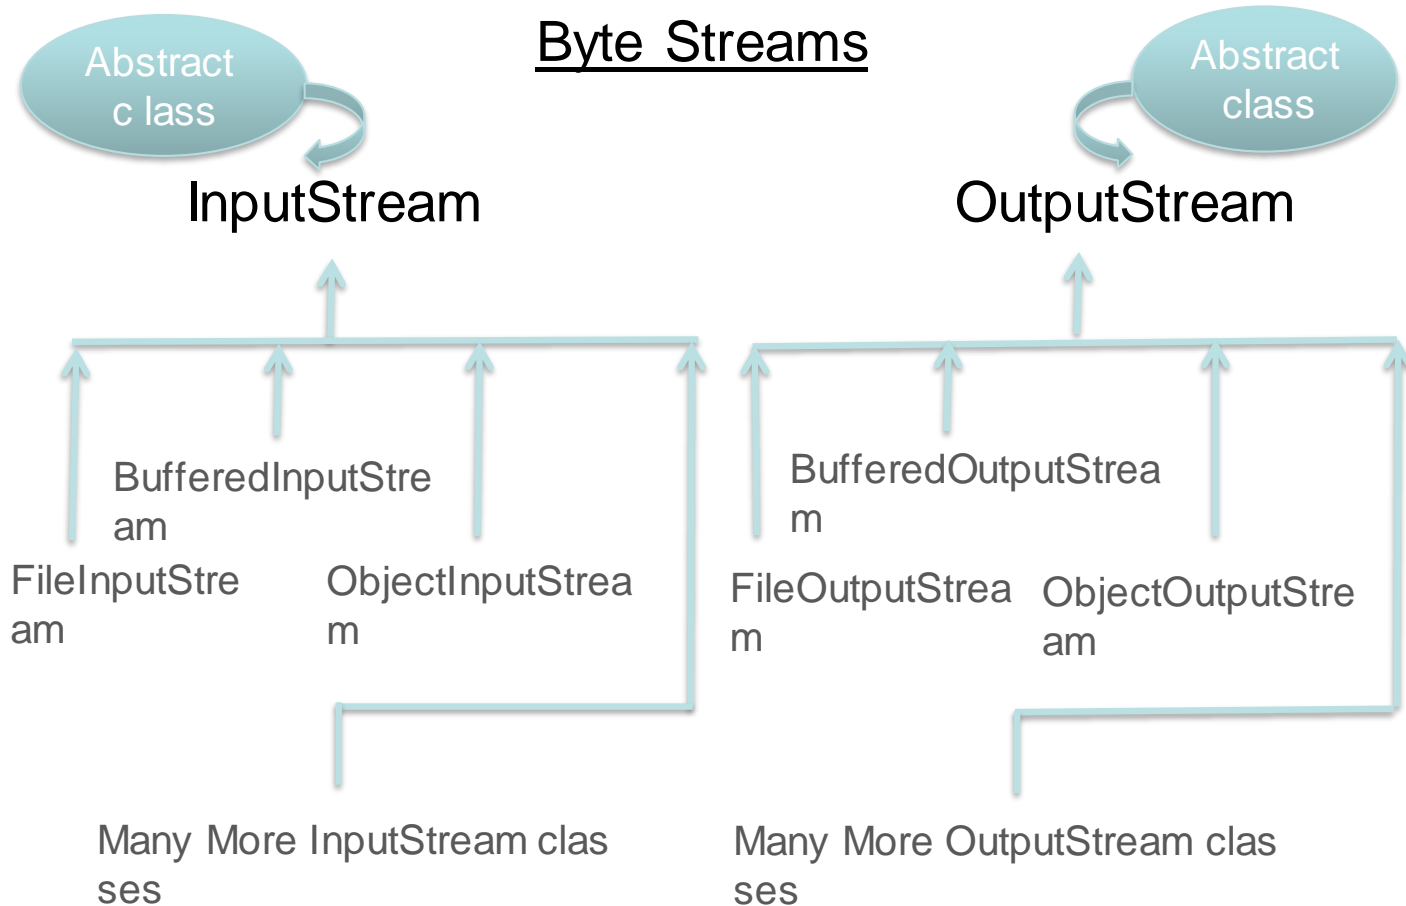 Byte Streams
Abstract
c lass
Abstract
class
InputStream
OutputStream
BufferedInputStre
am
BufferedOutputStrea
m
FileInputStre
am
ObjectInputStrea
m
FileOutputStrea
m
ObjectOutputStre
am
Many More InputStream clas
ses
Many More OutputStream clas
ses